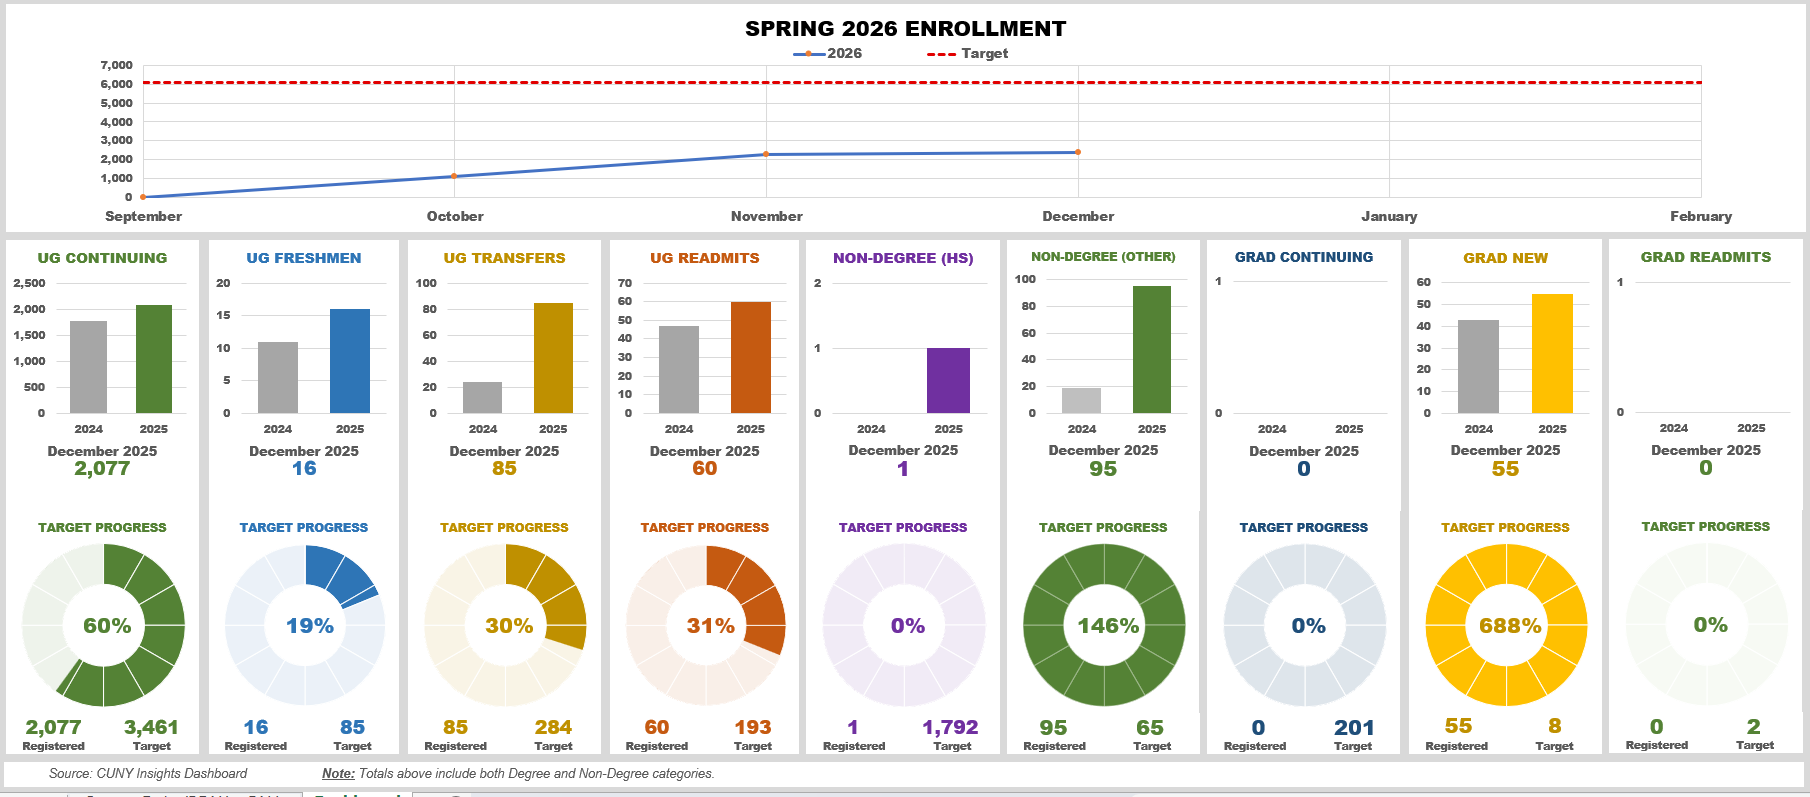 SPRING 2026 ENROLLMENT
2026 Target
7,000
6,000
5,000
4,000
3,000
2,000
1,000
0
September October November December January February
UG CONTINUING
2,500
2,000
1,500
1,000
500
0
2024 2025
December 2025
2,077
TARGET PROGRESS
60%
2,077 3,461
Registered Target
UG FRESHMEN
20
15
10
5
0
2024 2025
December 2025
16
TARGET PROGRESS
19%
16 85
Registered Target
UG TRANSFERS
100
80
60
40
20
0
2024 2025
December 2025
85
TARGET PROGRESS
30%
85 284
Registered Target
UG READMITS
70
60
50
40
30
20
10
0
2024 2025
December 2025
60
TARGET PROGRESS
31%
60 193
Registered Target
NON-DEGREE (HS)
2
1
0
2024 2025
December 2025
1
TARGET PROGRESS
0%
1 1,792
Registered Target
NON-DEGREE (OTHER)
100
80
60
40
20
0
2024 2025
December 2025
95
TARGET PROGRESS
146%
95 65
Registered Target
GRAD CONTINUING
1
0
2024 2025
December 2025
0
TARGET PROGRESS
0%
0 201
Registered Target
GRAD NEW
60
50
40
30
20
10
0
2024 2025
December 2025
55
TARGET PROGRESS
688%
55 8
Registered Target
GRAD READMITS
1
0
2024 2025
December 2025
0
TARGET PROGRESS
0%
0 2
Registered Target
Source: CUNY Insights Dashboard Note: Totals above include both Degree and Non-Degree categories.